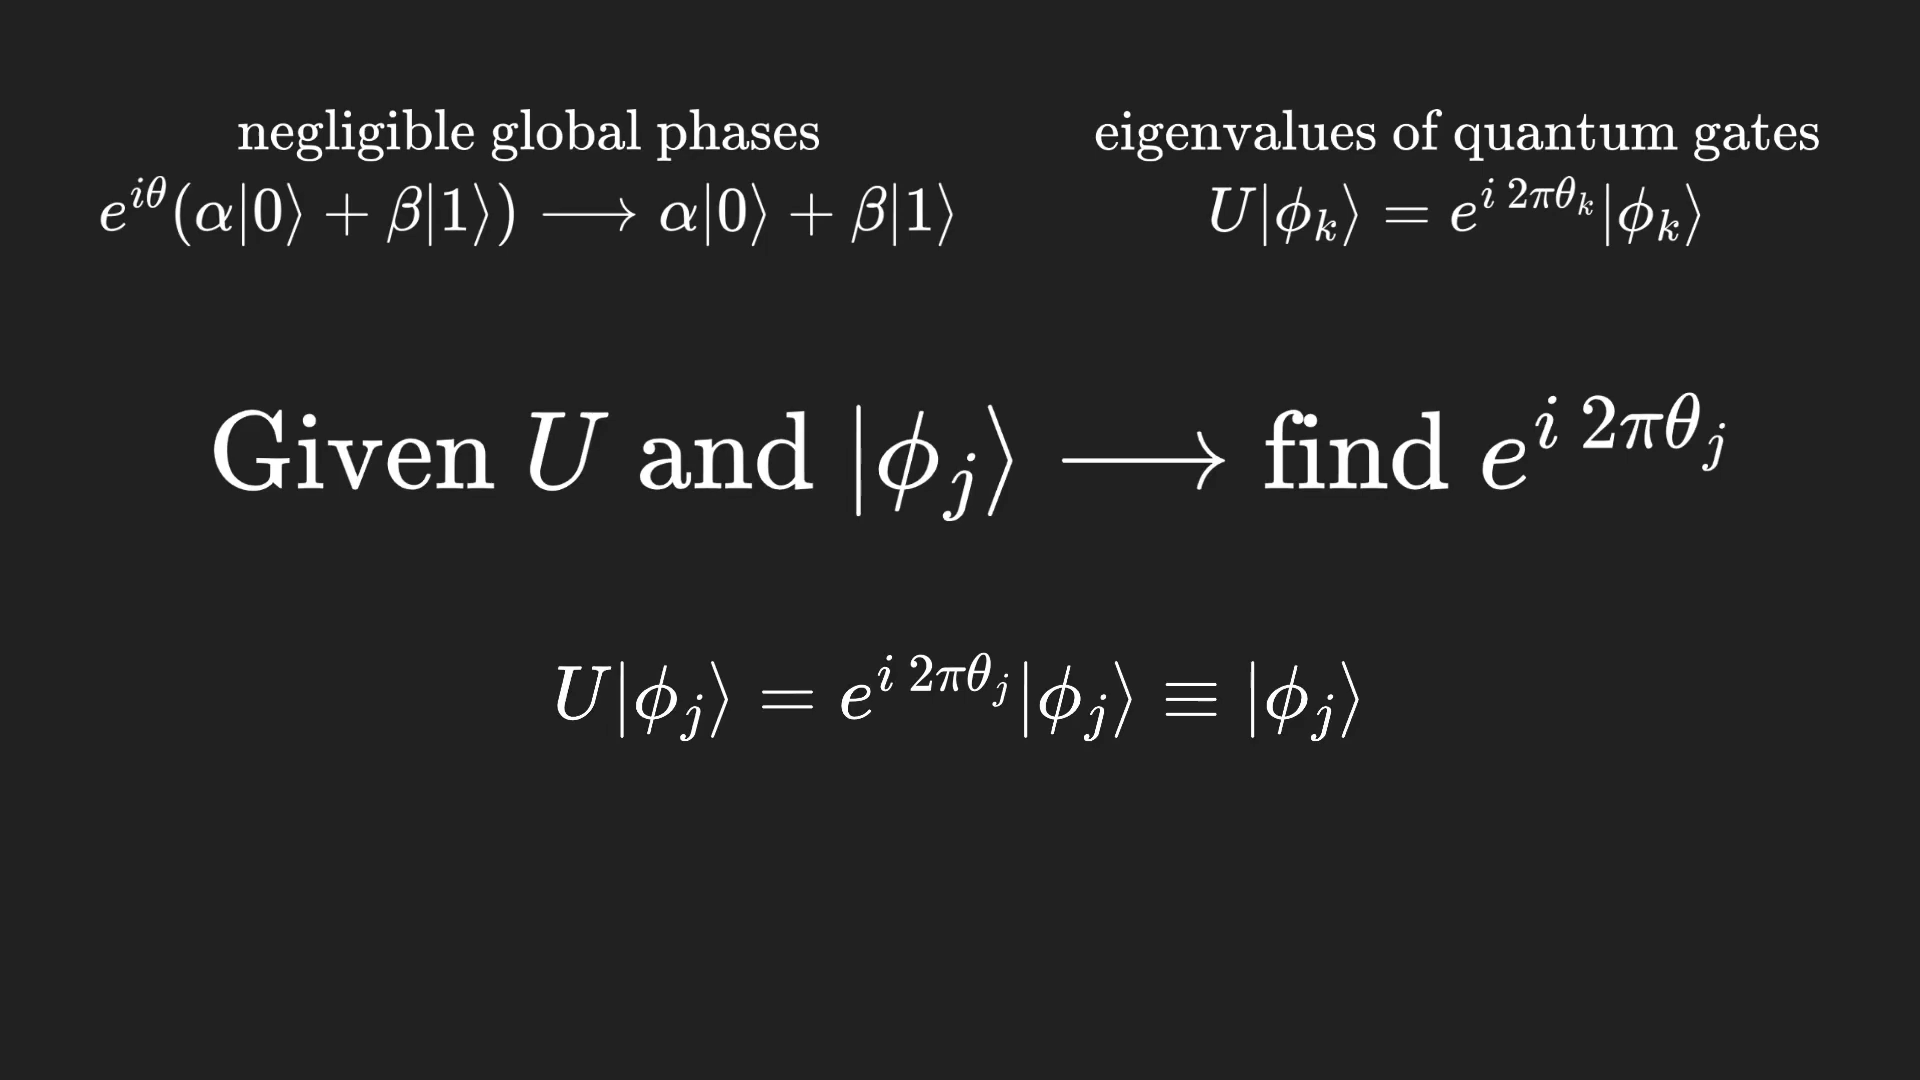 negligible global phases
e^{iθ}(α|0⟩ + β|1⟩) ⟶ α|0⟩ + β|1⟩
eigenvalues of quantum gates
U|ϕ_k⟩ = e^{i 2πθ_k}|ϕ_k⟩
Given U and |ϕ_j⟩ ⟶ find e^{i 2πθ_j}
U|ϕ_j⟩ = e^{i 2πθ_j}|ϕ_j⟩ ≡ |ϕ_j⟩